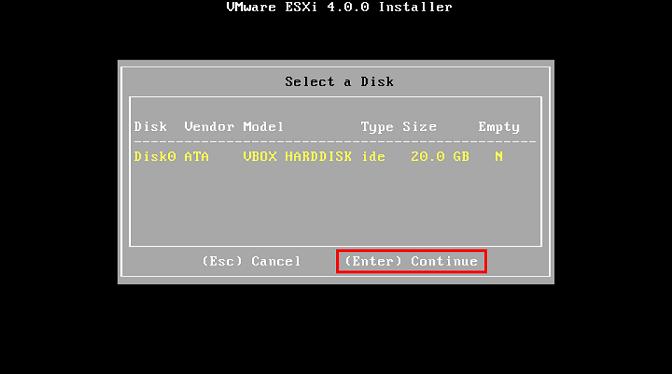 VMware ESXi 4.0.0 Installer
Select a Disk
Disk Vendor Model Type Size Empty
Disk0 ATA VBOX HARDDISK ide 20.0 GB N
(Esc) Cancel (Enter) Continue